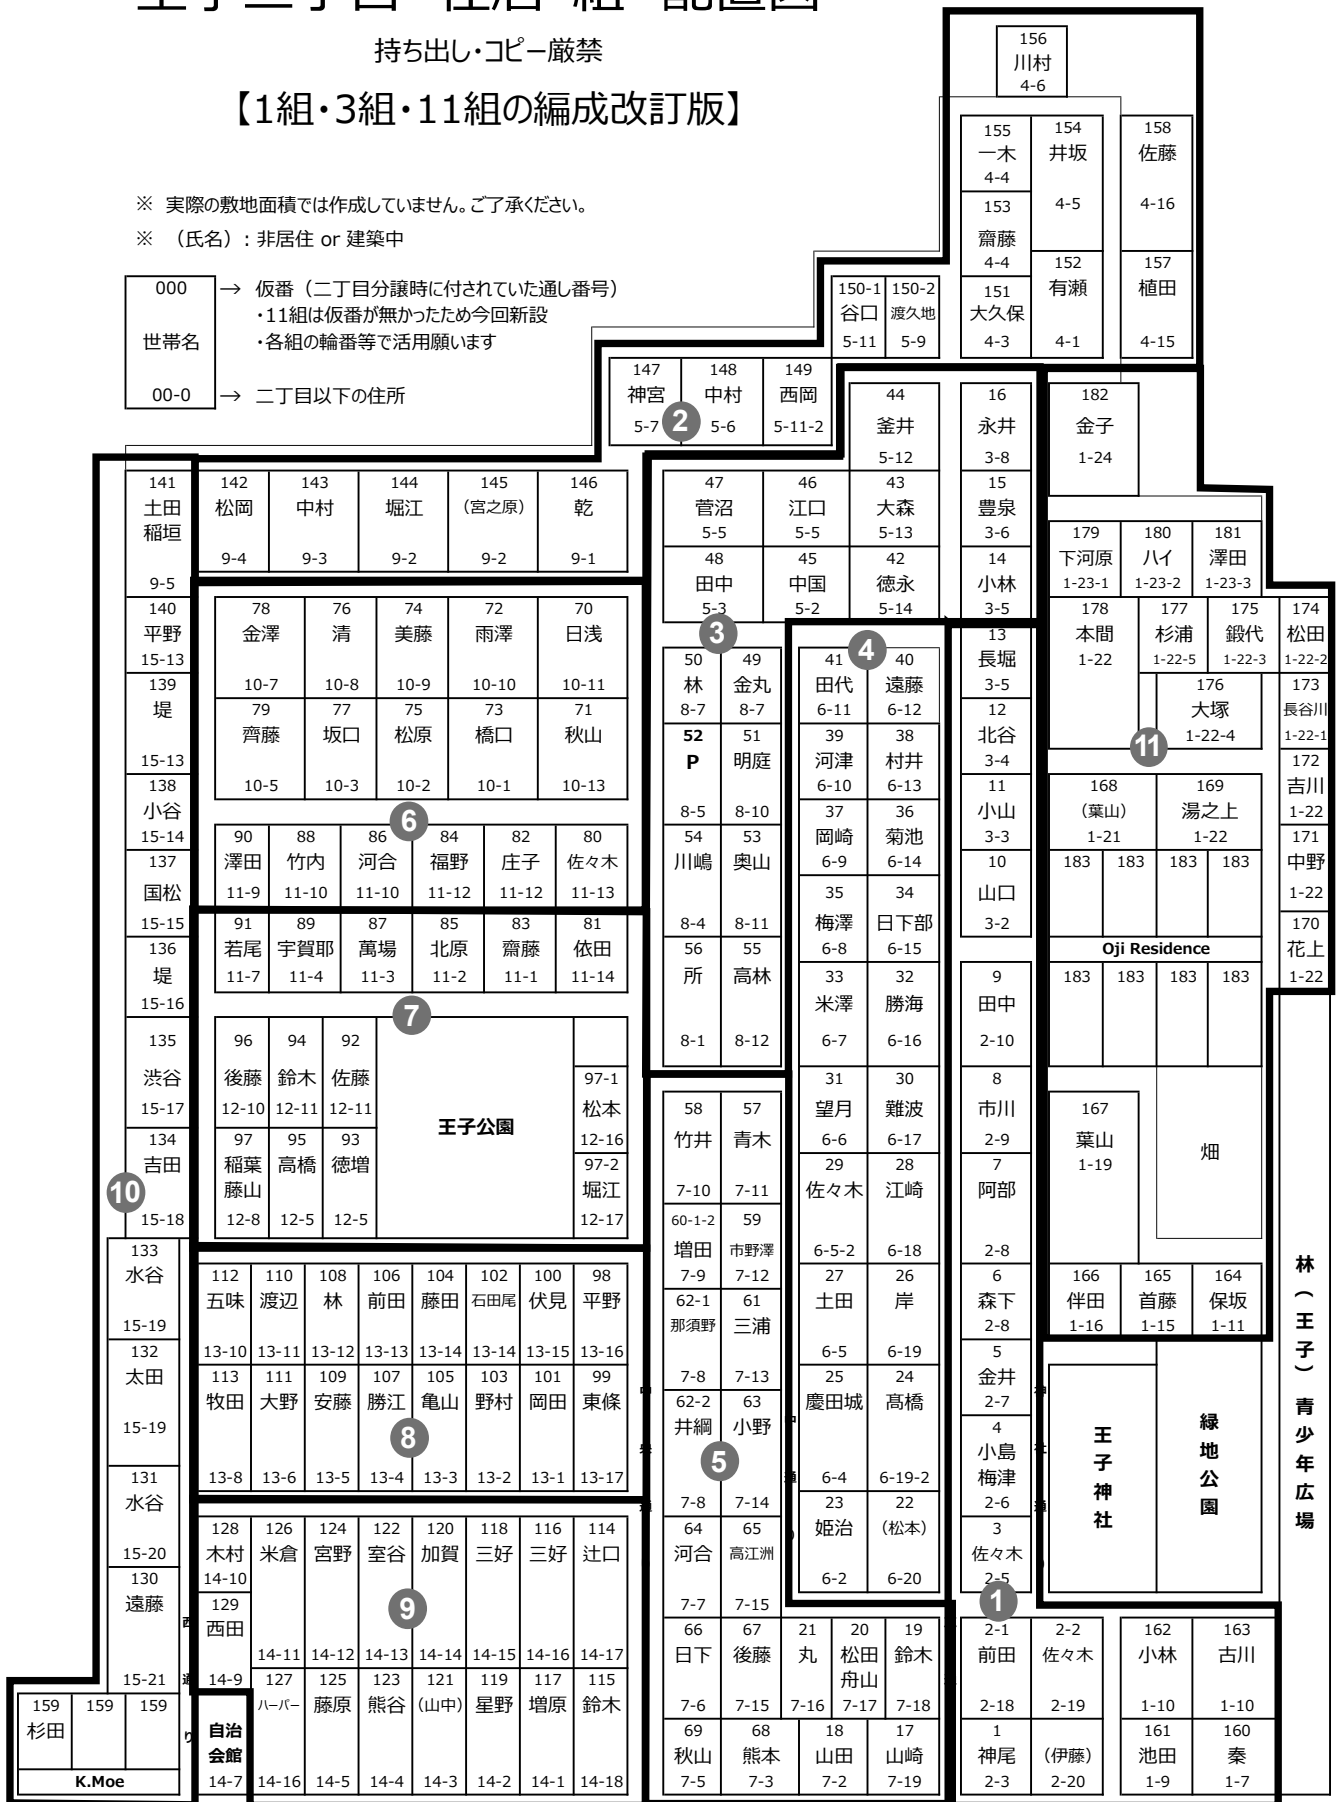 持ち出し・コピー厳禁
【1組・3組・11組の編成改訂版】
※ 実際の敷地面積では作成していません。ご了承ください。
※ （氏名）：非居住 or 建築中
000 → 仮番（二丁目分譲時に付されていた通し番号）
・11組は仮番が無かったため今回新設
世帯名 ・各組の輪番等で活用願います
00-0 → 二丁目以下の住所
156
川村
4-6
155 154 158
一木 井坂 佐藤
4-4
153 4-5 4-16
齋藤
4-4 152 157
151 有瀬 植田
大久保
4-3 4-1 4-15
150-1 150-2
谷口 渡久地
5-11 5-9
147 148 149
神宮 中村 西岡
5-7 2 5-6 5-11-2
44 16 182
釜井 永井 金子
5-12 3-8 1-24
141 142 143 144 145 146
土田 松岡 中村 堀江 （宮之原） 乾
稲垣
9-4 9-3 9-2 9-2 9-1
9-5
47 46 43 15
菅沼 江口 大森 豊泉
5-5 5-5 5-13 3-6
48 45 42 14
田中 中国 徳永 小林
5-3 5-2 5-14 3-5
179 180 181
下河原 ハイ 澤田
1-23-1 1-23-2 1-23-3
178 177 175 174
本間 杉浦 鍛代 松田
1-22 1-22-5 1-22-3 1-22-2
176 173
大塚 長谷川
1-22-4 1-22-1
11
140 78 76 74 72 70
平野 金澤 清 美藤 雨澤 日浅
15-13 10-7 10-8 10-9 10-10 10-11
139 79 77 75 73 71
堤 齊藤 坂口 松原 橋口 秋山
15-13 10-5 10-3 10-2 10-1 10-13
3
4
50 49 41 40 13
林 金丸 田代 遠藤 長堀
8-7 8-7 6-11 6-12 3-5
52 51 39 38 12
P 明庭 河津 村井 北谷
8-5 8-10 6-10 6-13 3-4
138
小谷
15-14
6
90 88 86 84 82 80
澤田 竹内 河合 福野 庄子 佐々木
11-9 11-10 11-10 11-12 11-12 11-13
54 53 37 36 11
川嶋 奥山 岡崎 菊池 小山
8-4 8-11 6-9 6-14 3-3
168 169 172
（葉山） 湯之上 吉川
1-21 1-22 1-22
137 35 34 10 183 183 183 183 171
国松 梅澤 日下部 山口 中野
15-15 6-8 6-15 3-2 1-22
136 91 89 87 85 83 81
堤 若尾 宇賀耶 萬場 北原 齋藤 依田
15-16 11-7 11-4 11-3 11-2 11-1 11-14
56 55 33 32 9
所 高林 米澤 勝海 田中
8-1 8-12 6-7 6-16 2-10
Oji Residence
183 183 183 183
170
花上
1-22
7
135 96 94 92
渋谷 後藤 鈴木 佐藤
15-17 12-10 12-11 12-11
97-1
松本
12-16
王子公園
134 97 95 93 97-2
吉田 稲葉 高橋 徳増 堀江
藤山
15-18 12-8 12-5 12-5 12-17
10
58 57 31 30 8
竹井 青木 望月 難波 市川
7-10 7-11 6-6 6-17 2-9
60-1-2 59 29 28 7
増田 市野澤 佐々木 江崎 阿部
7-9 7-12 6-5-2 6-18 2-8
167
葉山
1-19
畑
166 165 164
伴田 首藤 保坂
1-16 1-15 1-11
133
水谷
15-19
112 110 108 106 104 102 100 98
五味 渡辺 林 前田 藤田 石田尾 伏見 平野
13-10 13-11 13-12 13-13 13-14 13-14 13-15 13-16
62-1 61 27 26 6
那須野 三浦 土田 岸 森下
7-8 7-13 6-5 6-19 2-8
132
太田
15-19
113 111 109 107 105 103 101 99
牧田 大野 安藤 勝江 亀山 野村 岡田 東條
8
13-8 13-6 13-5 13-4 13-3 13-2 13-1 13-17
62-2 63 25 24 5
井綱 小野 慶田城 髙橋 金井
5 2-7
7-8 7-14 6-4 6-19-2
4
小島
梅津
2-6
王子神社
緑地公園
林（王子）青少年広場
131
水谷
15-20
128 126 124 122 120 118 116 114
木村 米倉 宮野 室谷 加賀 三好 三好 辻口
14-10
9
14-11 14-12 14-13 14-14 14-15 14-16 14-17
129
西田
14-9
64 65 23 22 3
河合 高江洲 姫治 （松本） 佐々木
7-7 7-15 6-2 6-20 2-5
1
130
遠藤
15-21
66 67 21 20 19 2-1 2-2 162 163
日下 後藤 丸 松田 鈴木 前田 佐々木 小林 古川
舟山
7-6 7-15 7-16 7-17 7-18 2-18 2-19 1-10 1-10
159 159 159
杉田
K.Moe
127 125 123 121 119 117 115
ハーパー 藤原 熊谷 （山中） 星野 増原 鈴木
自治会館
14-7 14-16 14-5 14-4 14-3 14-2 14-1 14-18
69 68 18 17 1 161 160
秋山 熊本 山田 山崎 神尾 （伊藤） 池田 秦
7-5 7-3 7-2 7-19 2-3 2-20 1-9 1-7